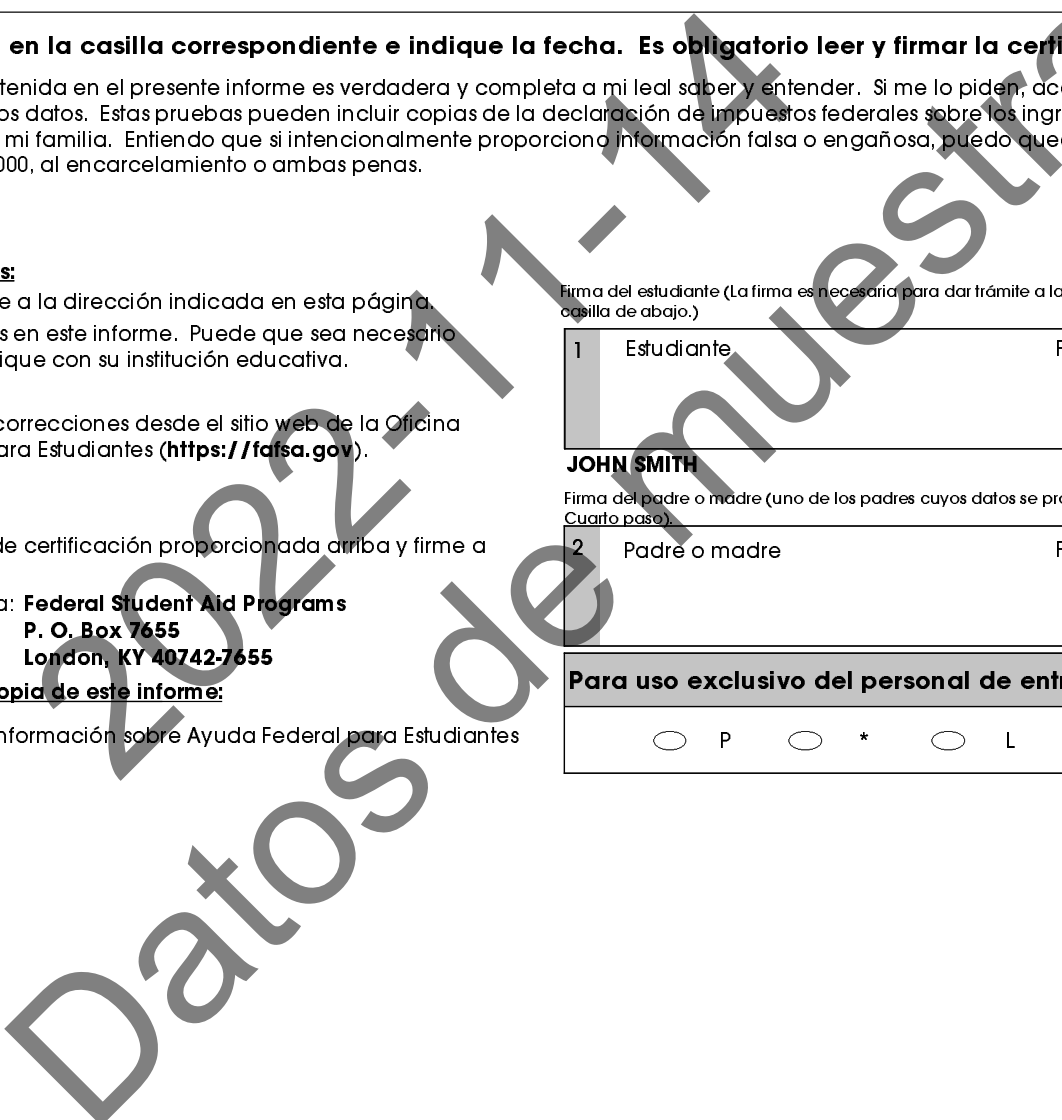 en la casilla correspondiente e indique la fecha. Es obligatorio leer y firmar la certi
tenida en el presente informe es verdadera y completa a mi leal saber y entender. Si me lo piden, ac
os datos. Estas pruebas pueden incluir copias de la declaración de impuestos federales sobre los ingr
mi familia. Entiendo que si intencionalmente proporciono información falsa o engañosa, puedo que
000, al encarcelamiento o ambas penas.
s:
e a la dirección indicada en esta página.
s en este informe. Puede que sea necesario
ique con su institución educativa.
correcciones desde el sitio web de la Oficina
ara Estudiantes (https://fafsa.gov).
de certificación proporcionada arriba y firme a
a: Federal Student Aid Programs
P. O. Box 7655
London, KY 40742-7655
opia de este informe:
nformación sobre Ayuda Federal para Estudiantes
Firma del estudiante (La firma es necesaria para dar trámite a la
casilla de abajo.)
1 Estudiante F
JOHN SMITH
Firma del padre o madre (uno de los padres cuyos datos se pro
Cuarto paso).
2 Padre o madre F
Para uso exclusivo del personal de entr
P * L
2022-11-14
Datos de muestra